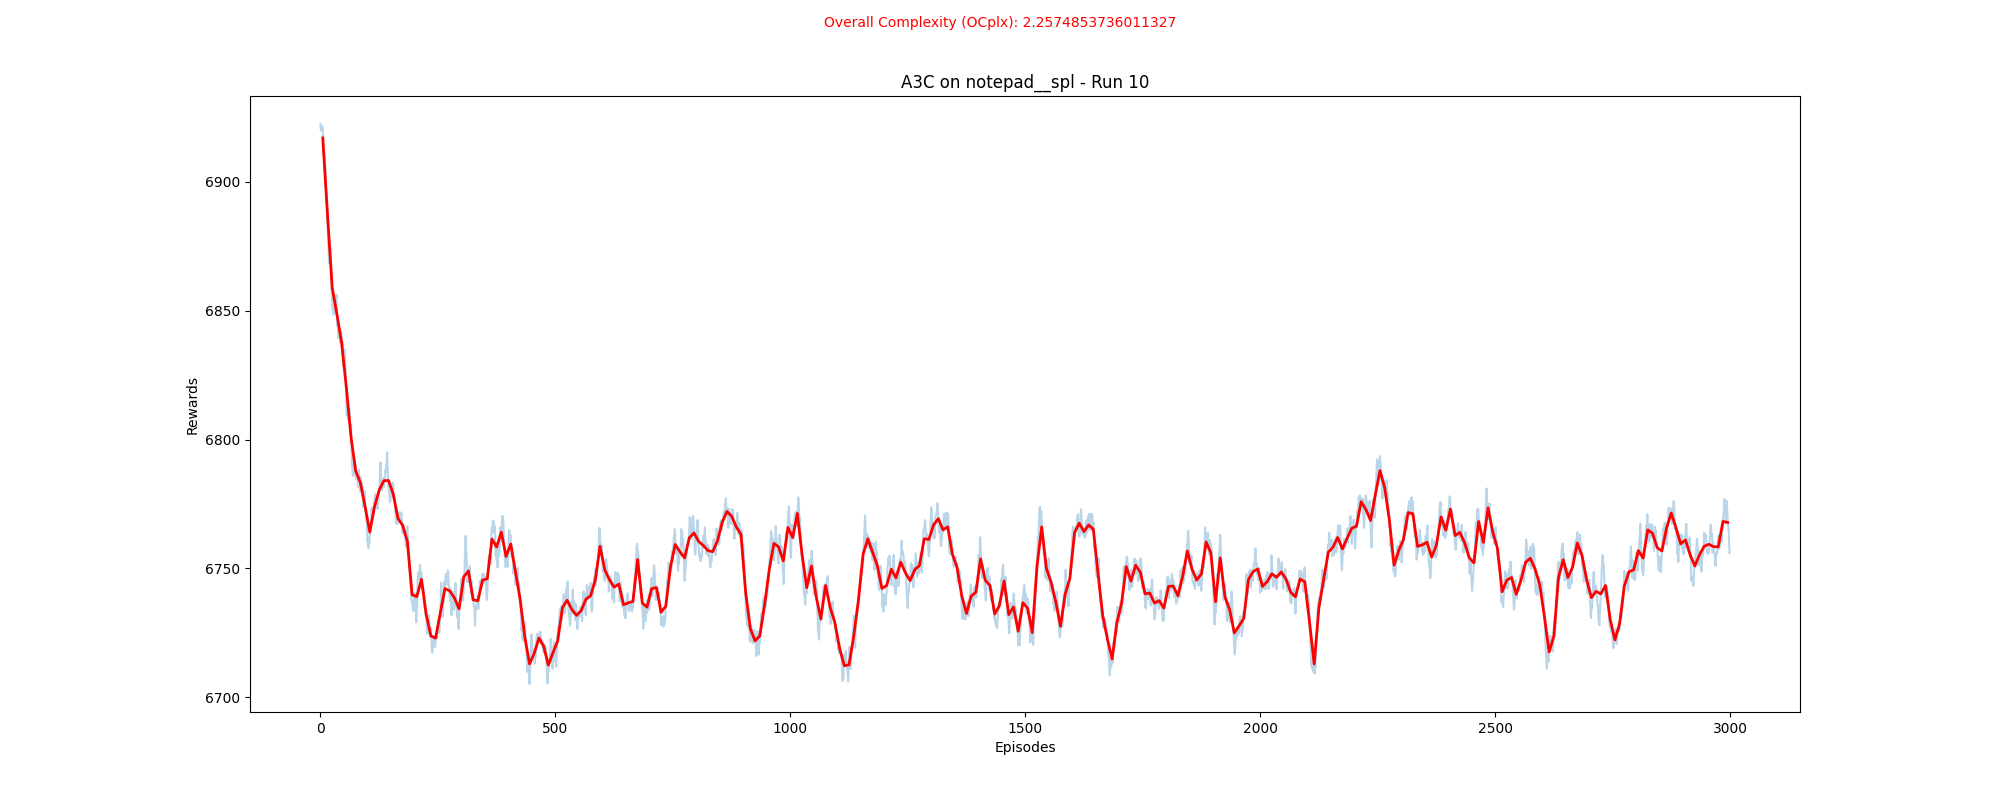 Overall Complexity (OCplx): 2.2574853736011327
A3C on notepad__spl - Run 10
6900
6850
6800
6750
6700
Rewards
0 500 1000 1500 2000 2500 3000
Episodes